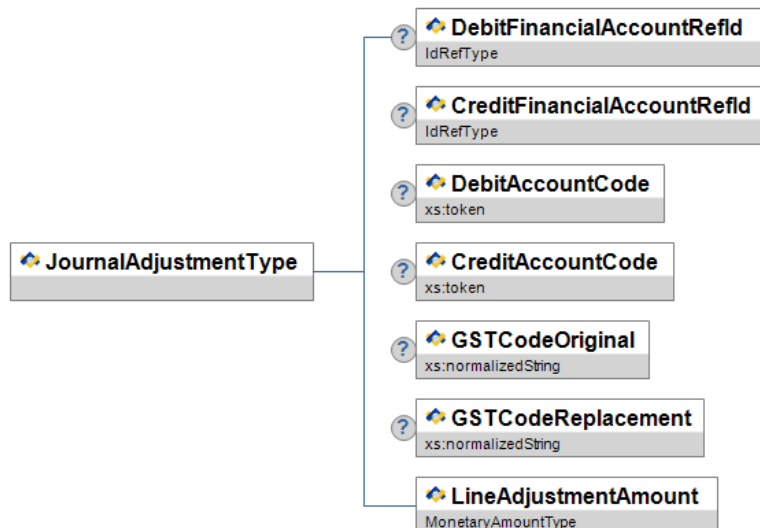 DebitFinancialAccountRefId
IdRefType
?
CreditFinancialAccountRefId
IdRefType
?
DebitAccountCode
xs:token
?
JournalAdjustmentType
CreditAccountCode
xs:token
?
GSTCodeOriginal
xs:normalizedString
?
GSTCodeReplacement
xs:normalizedString
?
LineAdjustmentAmount
MonetaryAmountType